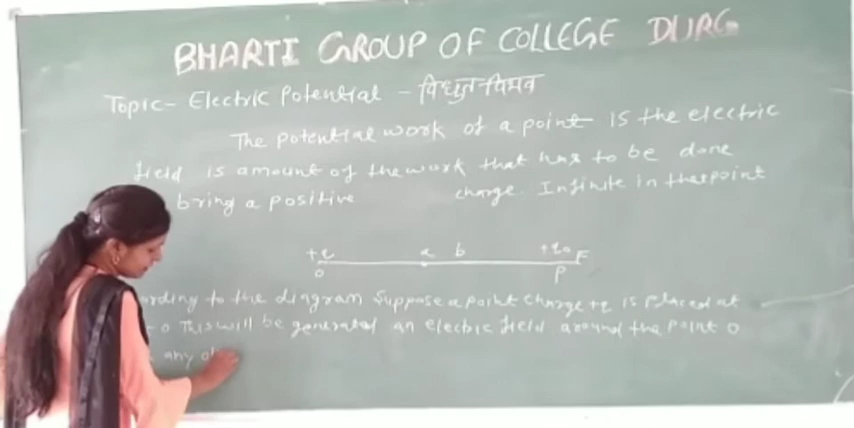 BHARTI GROUP OF COLLEGE DURG
Topic- Electric Potential - विधुत विभव
The potential work of a point is the electric
field is amount of the work that has to be done
bring a positive charge Infinite in the point
+q a b +q0 F
O P
ording to the diagram Suppose a point charge +q is placed at
O This will be generated an electric field around the point O
any